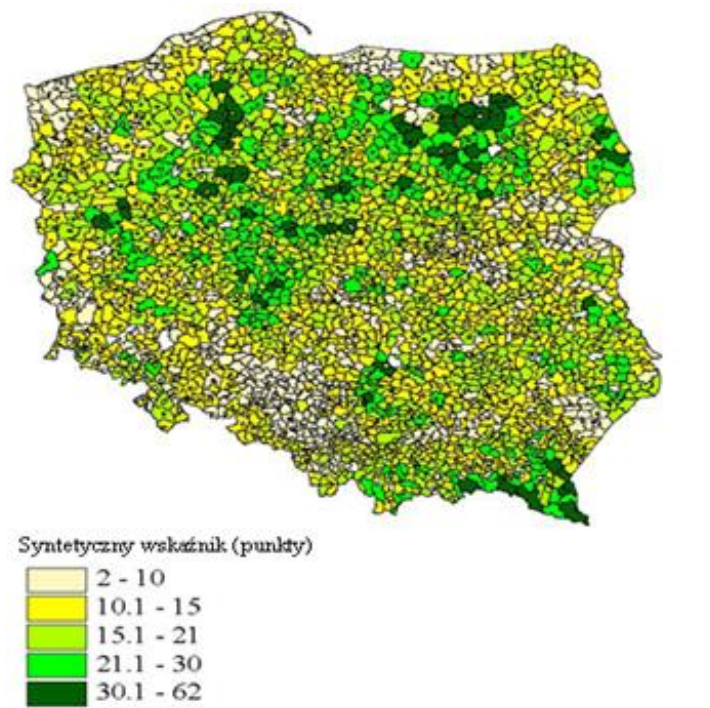 Syntetyczny wskaźnik (punkty)
2 - 10
10.1 - 15
15.1 - 21
21.1 - 30
30.1 - 62